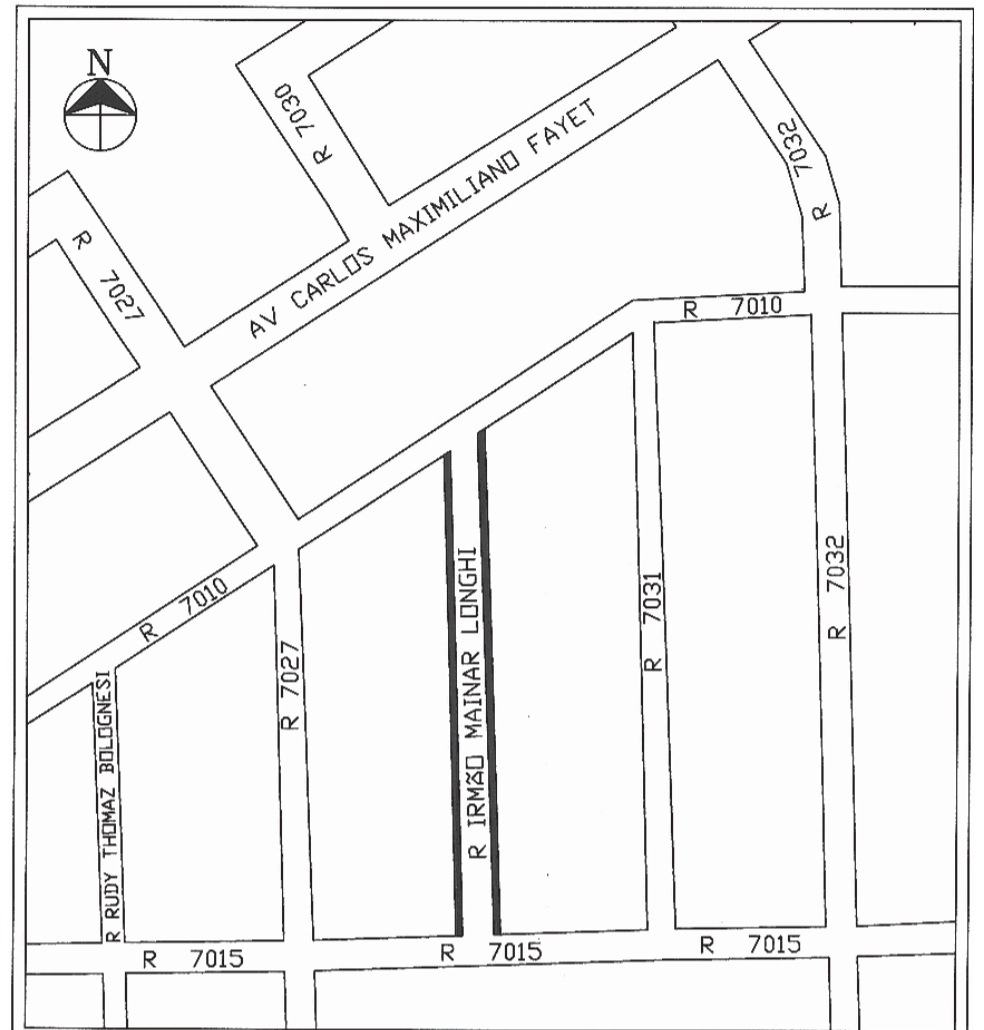 N
R 7030
R 7032
AV CARLOS MAXIMILIANO FAYET
R 7027
R 7010
R 7010
R 7027
R IRMÃO MAINAR LONGHI
R 7031
R 7032
R RUDY THOMAZ BOLOGNESI
R 7015
R 7015
R 7015